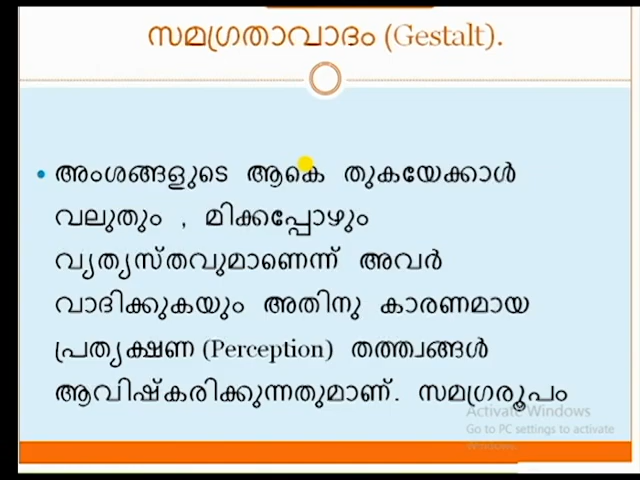 സമഗ്രതാവാദം (Gestalt).
അംശങ്ങളുടെ ആകെ തുകയേക്കാൾ
വലുതും , മിക്കപ്പോഴും
വ്യത്യസ്തവുമാണെന്ന് അവർ
വാദിക്കുകയും അതിനു കാരണമായ
പ്രത്യക്ഷണ (Perception) തത്ത്വങ്ങൾ
ആവിഷ്കരിക്കുന്നതുമാണ്. സമഗ്രരൂപം
Activate Windows
Go to PC settings to activate
Windows.